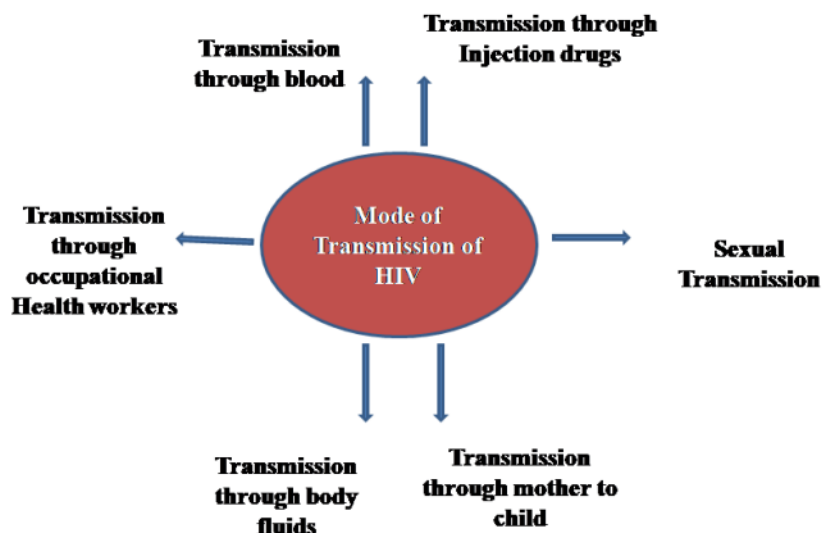 Transmission
through blood
Transmission through
Injection drugs
Transmission
through
occupational
Health workers
Mode of
Transmission of
HIV
Sexual
Transmission
Transmission
through body
fluids
Transmission
through mother to
child